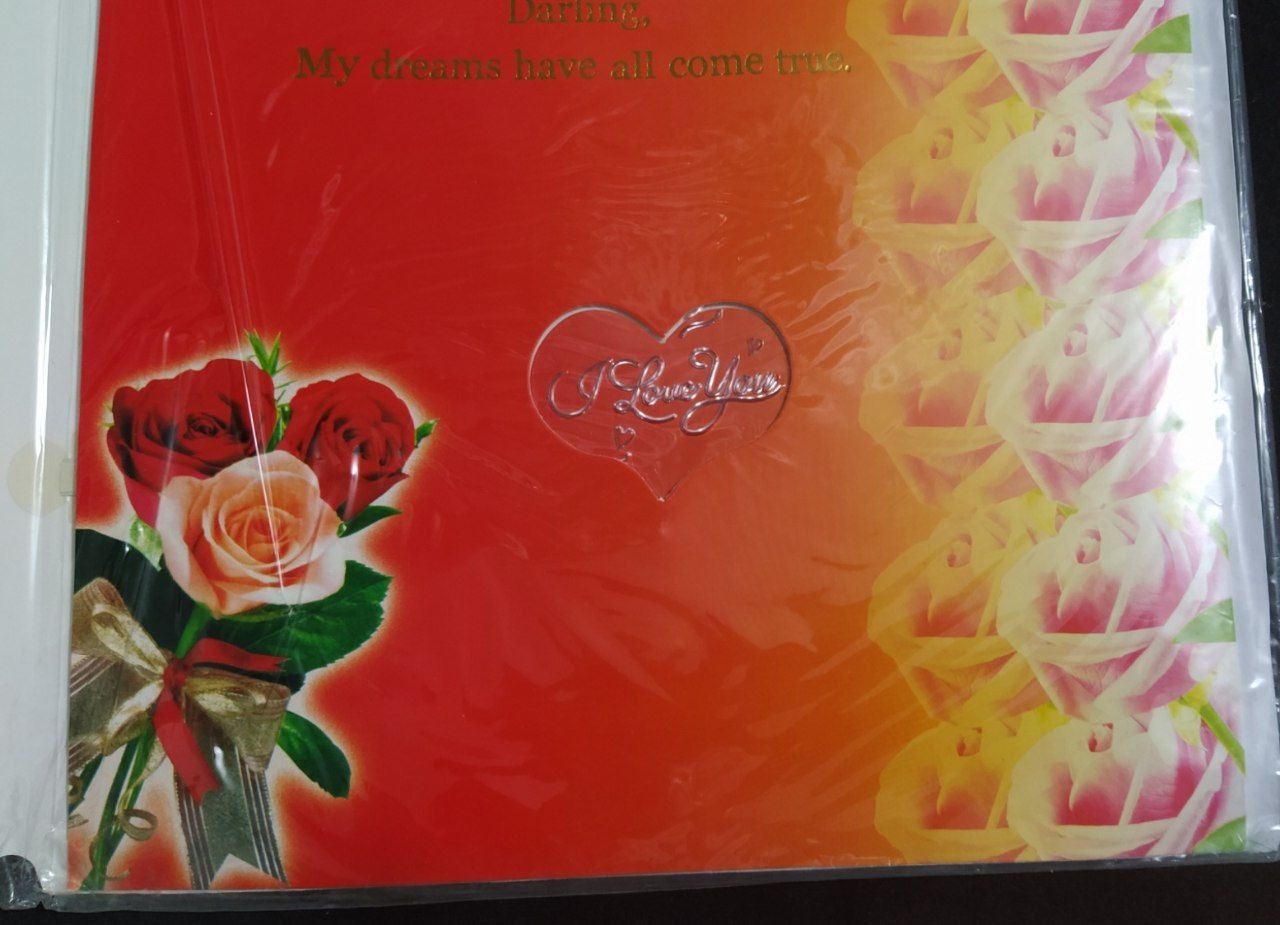 Darling,
My dreams have all come true.
I Love You